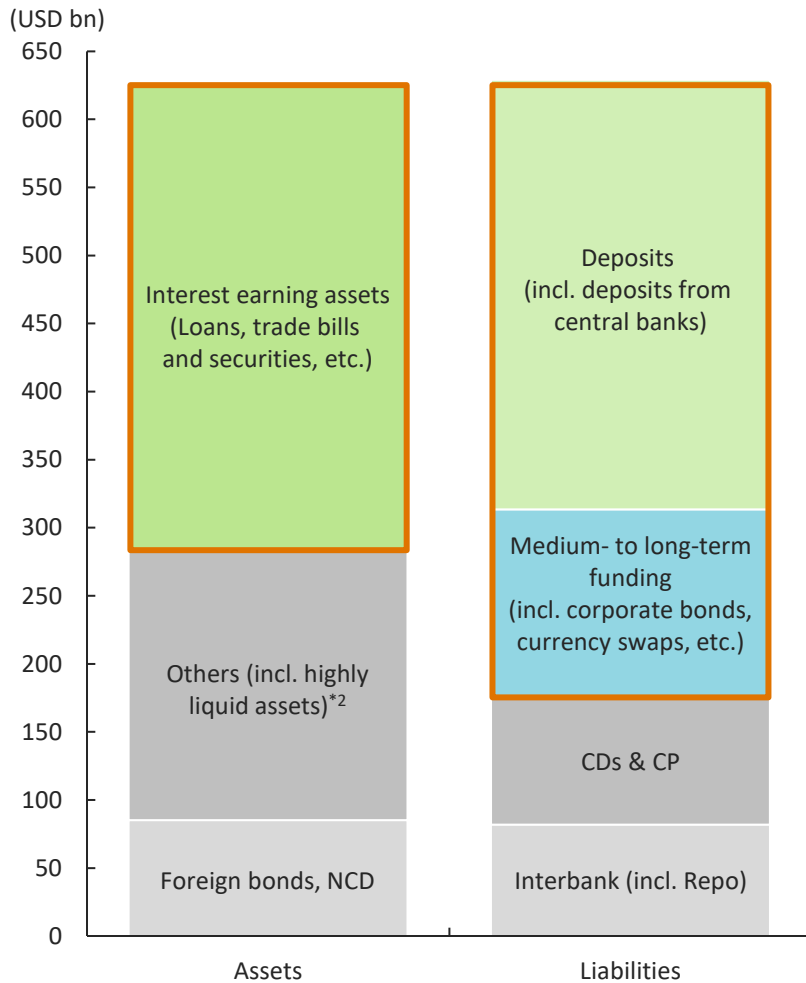 (USD bn)
650
600
550
500
450
400
350
300
250
200
150
100
50
0
Interest earning assets
(Loans, trade bills
and securities, etc.)
Others (incl. highly
liquid assets)*2
Foreign bonds, NCD
Deposits
(incl. deposits from
central banks)
Medium- to long-term
funding
(incl. corporate bonds,
currency swaps, etc.)
CDs & CP
Interbank (incl. Repo)
Assets
Liabilities